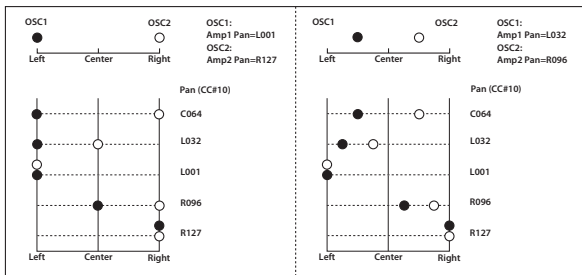 OSC1 OSC2 OSC1:
Amp1 Pan=L001
OSC2:
Amp2 Pan=R127
Left Center Right
Pan (CC#10)
C064
L032
L001
R096
R127
Left Center Right
OSC1 OSC2 OSC1:
Amp1 Pan=L032
OSC2:
Amp2 Pan=R096
Left Center Right
Pan (CC#10)
C064
L032
L001
R096
R127
Left Center Right